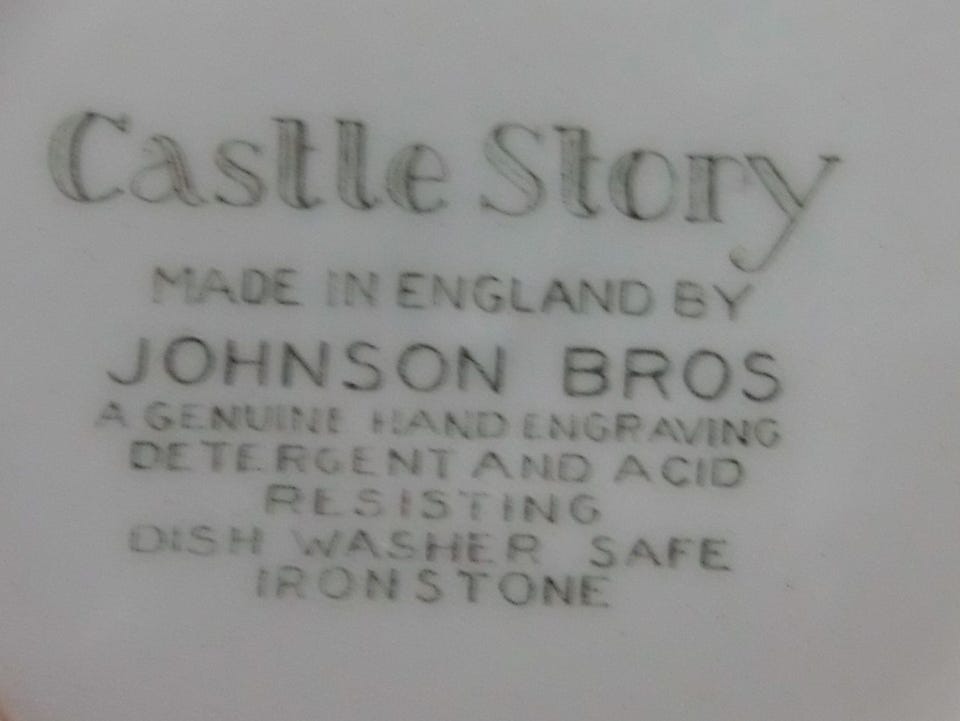 Castle Story
MADE IN ENGLAND BY
JOHNSON BROS
A GENUINE HAND ENGRAVING
DETERGENT AND ACID
RESISTING
DISH WASHER SAFE
IRONSTONE